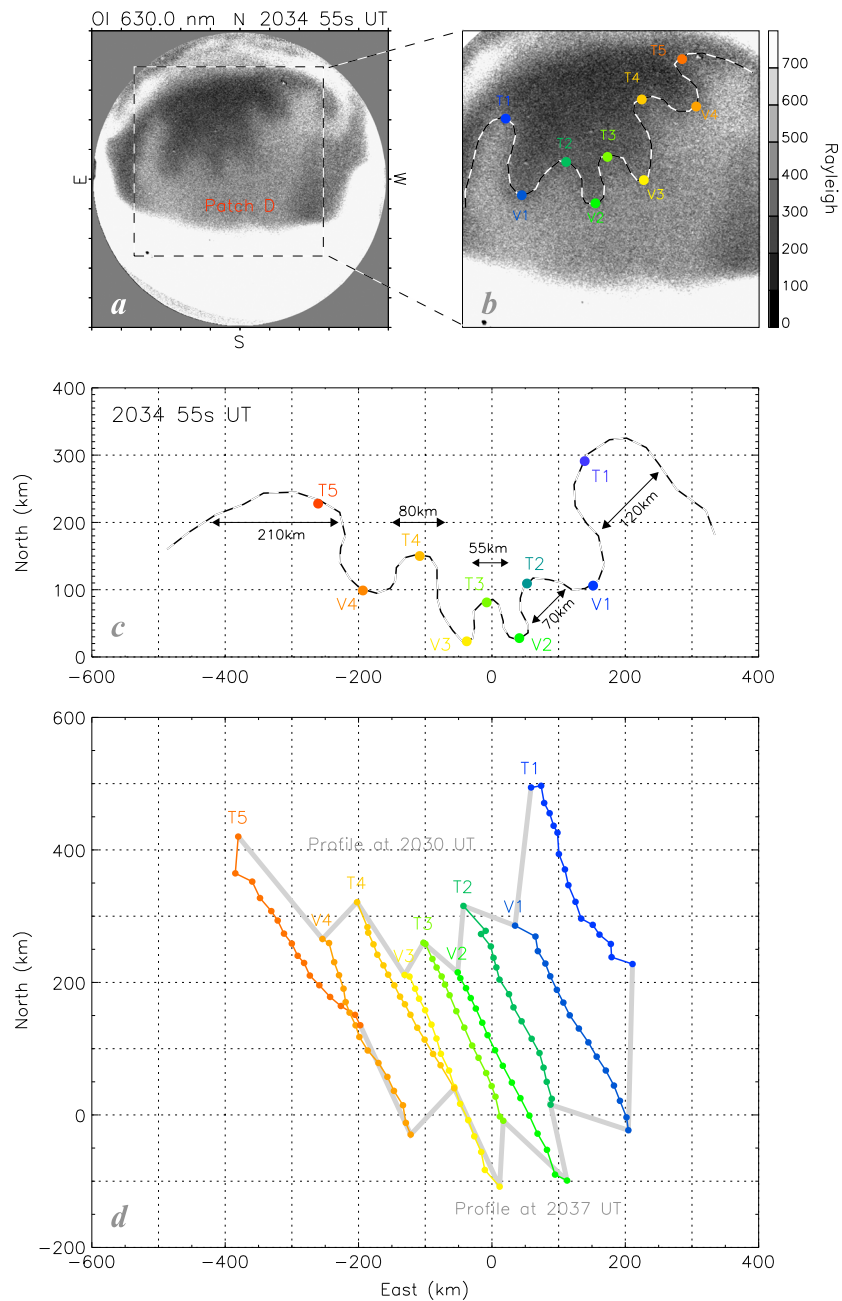 OI 630.0 nm N 2034 55s UT
E
W
S
Patch D
a
T1
T2
T3
T4
T5
V1
V2
V3
V4
b
700
600
500
400
300
200
100
0
Rayleigh
400
300
200
100
0
North (km)
2034 55s UT
T5
210km
V4
80km
T4
V3
55km
T3
V2
T2
70km
V1
T1
120km
c
−600
−400
−200
0
200
400
600
400
200
0
−200
North (km)
T1
T5
Profile at 2030 UT
T4
T2
V4
T3
V1
V3
V2
Profile at 2037 UT
d
−600
−400
−200
0
200
400
East (km)